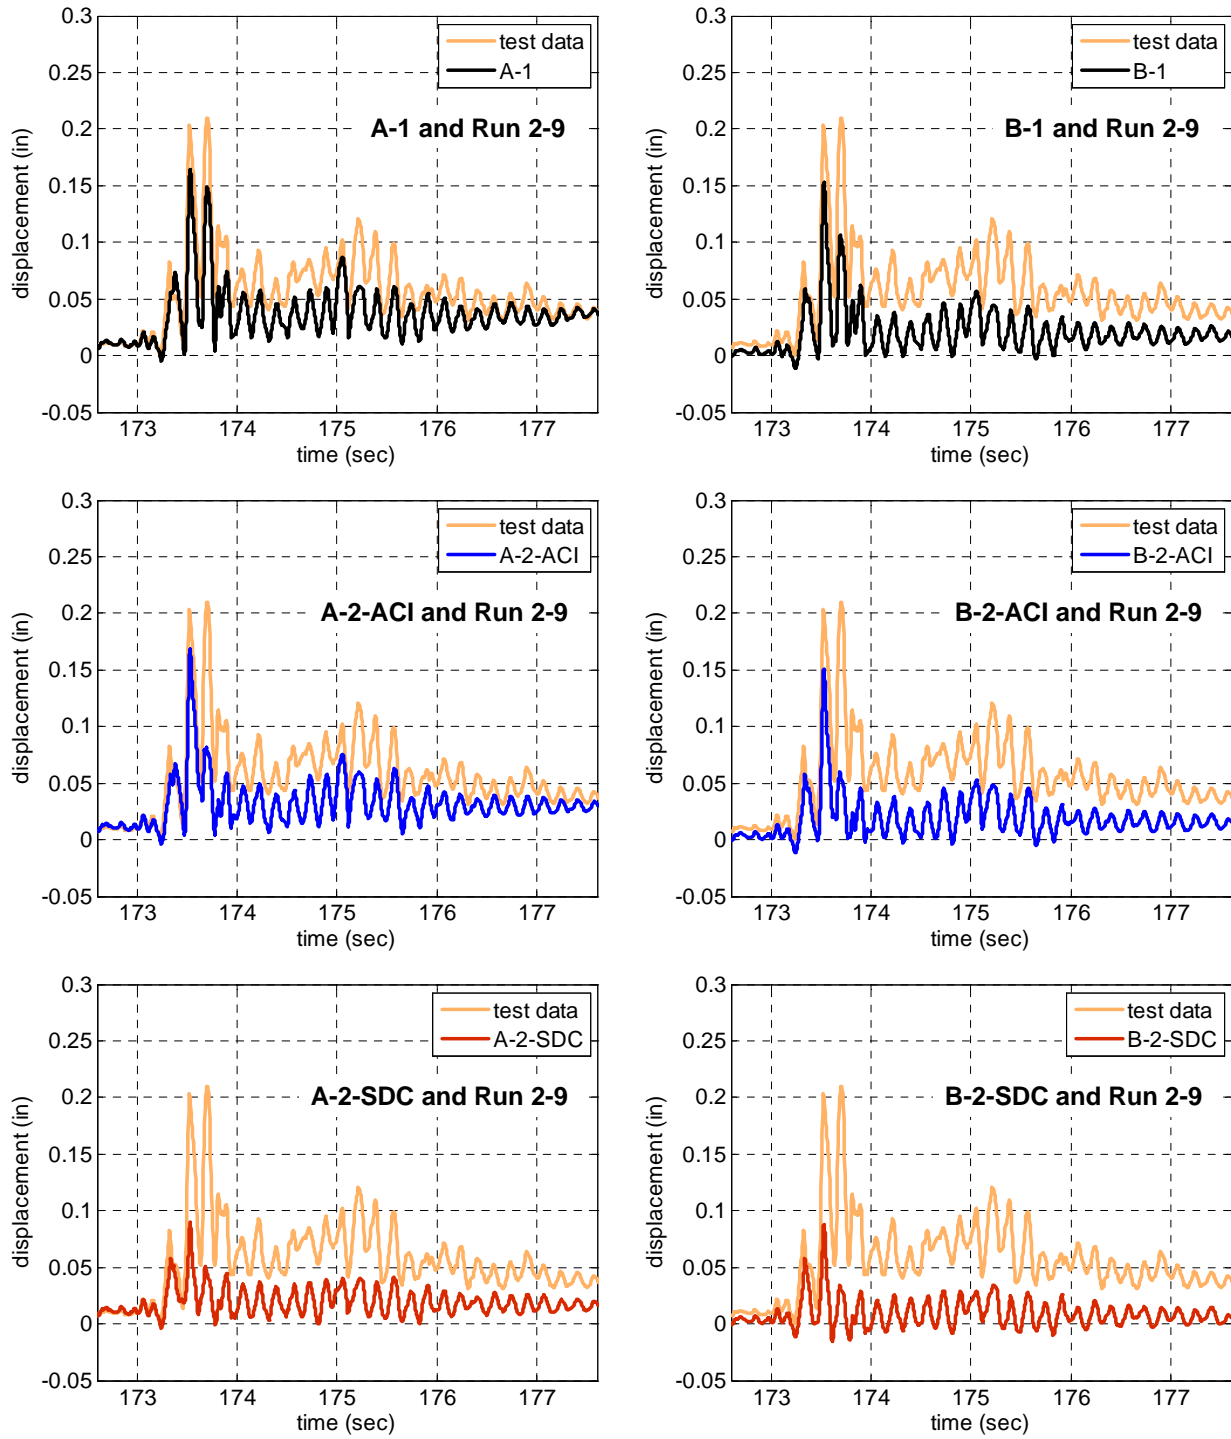 0.3
0.25
0.2
0.15
0.1
0.05
0
-0.05
displacement (in)
test data
A-1
A-1 and Run 2-9
173
174
175
176
177
time (sec)
0.3
0.25
0.2
0.15
0.1
0.05
0
-0.05
displacement (in)
test data
B-1
B-1 and Run 2-9
173
174
175
176
177
time (sec)
0.3
0.25
0.2
0.15
0.1
0.05
0
-0.05
displacement (in)
test data
A-2-ACI
A-2-ACI and Run 2-9
173
174
175
176
177
time (sec)
0.3
0.25
0.2
0.15
0.1
0.05
0
-0.05
displacement (in)
test data
B-2-ACI
B-2-ACI and Run 2-9
173
174
175
176
177
time (sec)
0.3
0.25
0.2
0.15
0.1
0.05
0
-0.05
displacement (in)
test data
A-2-SDC
A-2-SDC and Run 2-9
173
174
175
176
177
time (sec)
0.3
0.25
0.2
0.15
0.1
0.05
0
-0.05
displacement (in)
test data
B-2-SDC
B-2-SDC and Run 2-9
173
174
175
176
177
time (sec)